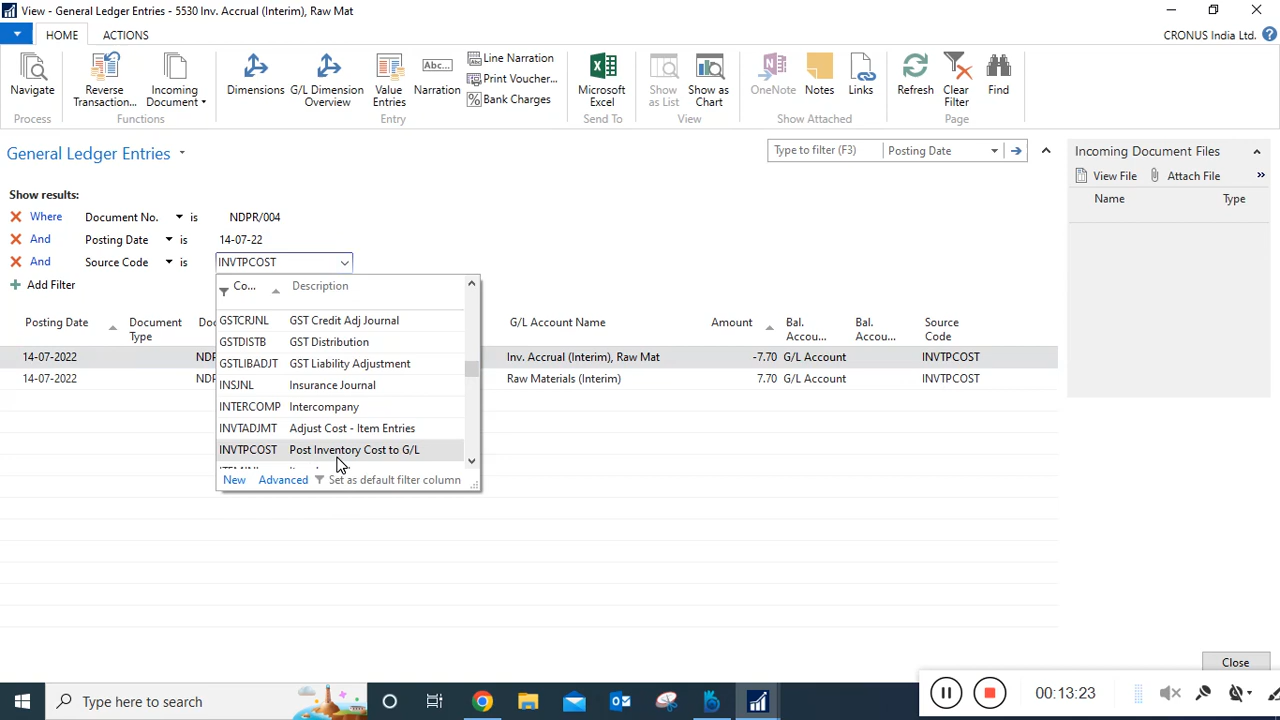 View - General Ledger Entries - 5530 Inv. Accrual (Interim), Raw Mat
HOME
ACTIONS
CRONUS India Ltd.
Navigate
Reverse Transaction...
Incoming Document
Dimensions
G/L Dimension Overview
Value Entries
Abc...
Narration
Line Narration
Print Voucher...
Bank Charges
Microsoft Excel
Show as List
Show as Chart
OneNote
Notes
Links
Refresh
Clear Filter
Find
Process
Functions
Entry
Send To
View
Show Attached
Page
General Ledger Entries
Type to filter (F3)
Posting Date
Incoming Document Files
View File
Attach File
Name
Type
Show results:
Where Document No. is NDPR/004
And Posting Date is 14-07-22
And Source Code is INVTPCOST
Add Filter
Co...
Description
GSTCRJNL GST Credit Adj Journal
GSTDISTB GST Distribution
GSTLIBADJT GST Liability Adjustment
INSJNL Insurance Journal
INTERCOMP Intercompany
INVTADJMT Adjust Cost - Item Entries
INVTPCOST Post Inventory Cost to G/L
New Advanced Set as default filter column
Posting Date
Document Type
G/L Account Name
Amount
Bal. Accou...
Bal. Accou...
Source Code
14-07-2022 Inv. Accrual (Interim), Raw Mat -7.70 G/L Account INVTPCOST
14-07-2022 Raw Materials (Interim) 7.70 G/L Account INVTPCOST
Close
Type here to search
00:13:23